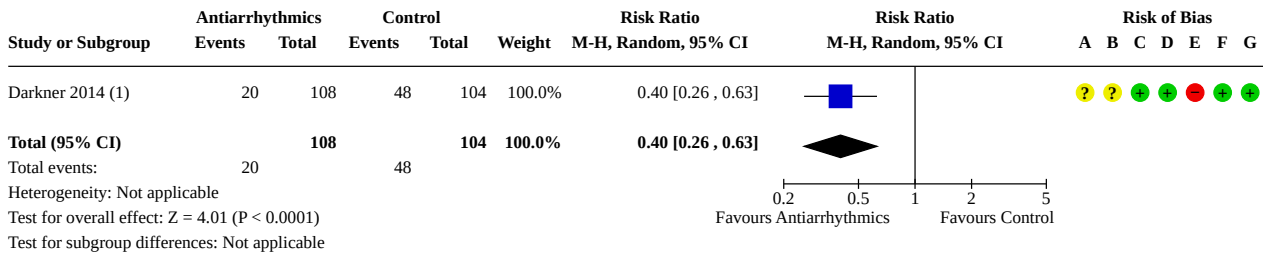 Antiarrhythmics Control Risk Ratio Risk Ratio Risk of Bias
Study or Subgroup Events Total Events Total Weight M-H, Random, 95% CI M-H, Random, 95% CI A B C D E F G
Darkner 2014 (1) 20 108 48 104 100.0% 0.40 [0.26 , 0.63] ? ? + + − + +
Total (95% CI) 108 104 100.0% 0.40 [0.26 , 0.63]
Total events: 20 48
Heterogeneity: Not applicable
0.2 0.5 1 2 5
Test for overall effect: Z = 4.01 (P < 0.0001) Favours Antiarrhythmics Favours Control
Test for subgroup differences: Not applicable